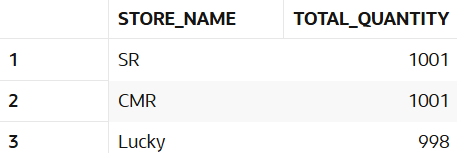 STORE_NAME TOTAL_QUANTITY
1 SR 1001
2 CMR 1001
3 Lucky 998